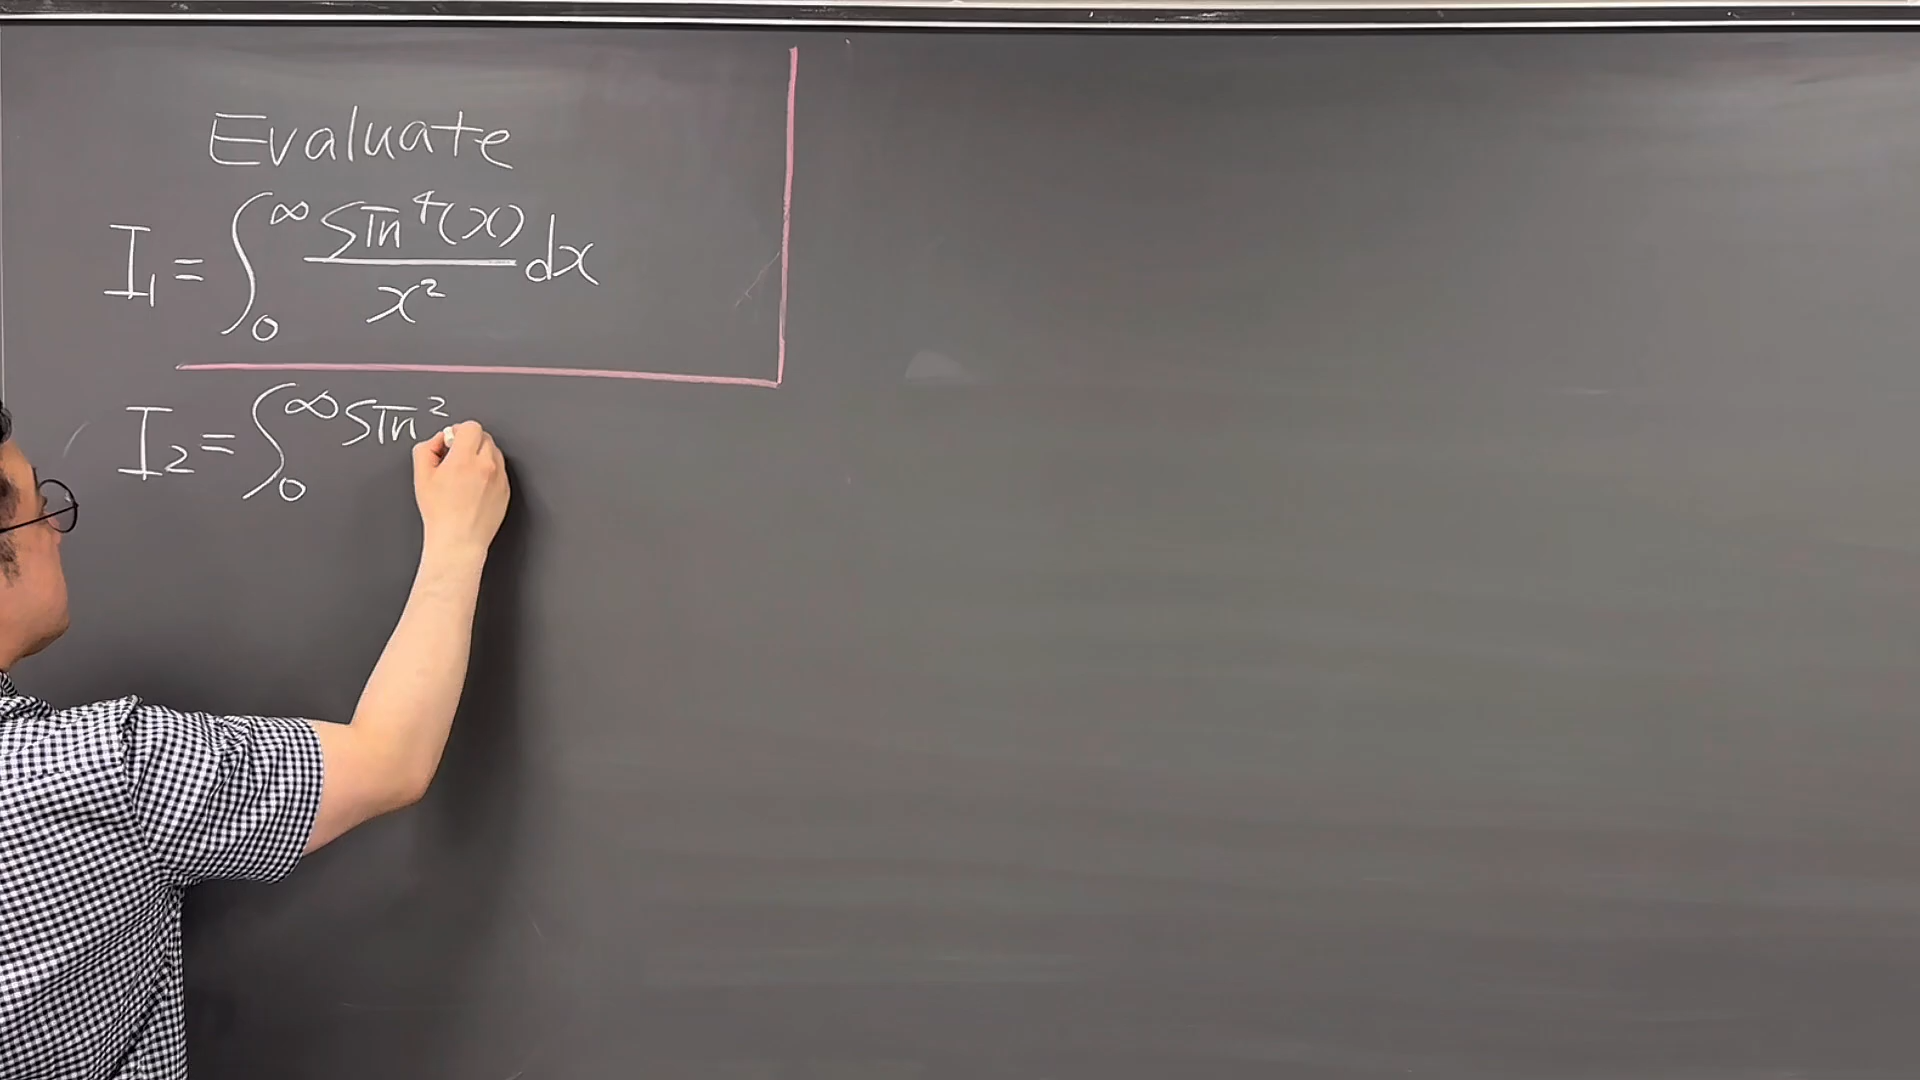 Evaluate
I₁ = ∫₀^∞ sin⁴(x)/x² dx
I₂ = ∫₀^∞ sin²